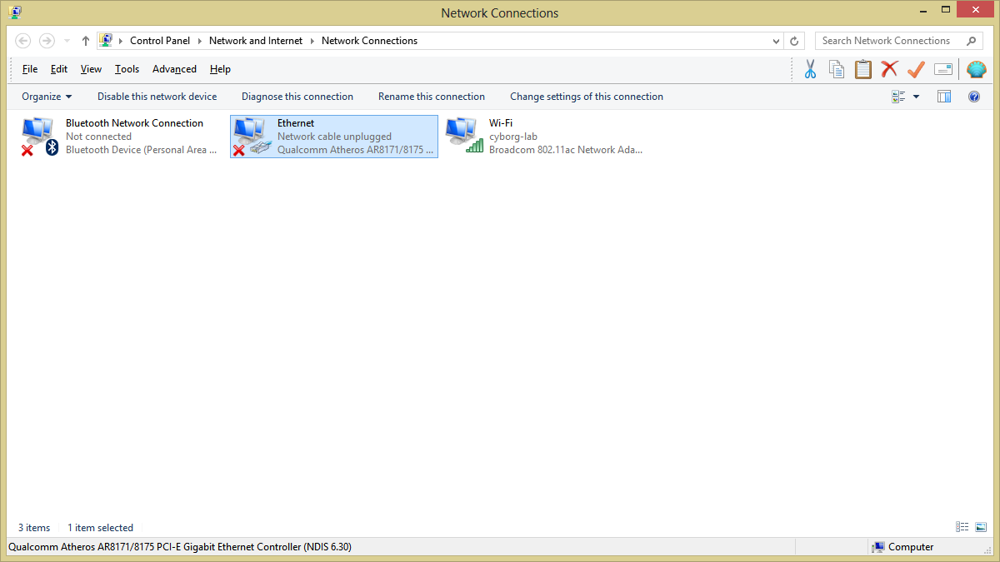 Network Connections
Control Panel Network and Internet Network Connections
Search Network Connections
File Edit View Tools Advanced Help
Organize Disable this network device Diagnose this connection Rename this connection Change settings of this connection
Bluetooth Network Connection
Not connected
Bluetooth Device (Personal Area ...
Ethernet
Network cable unplugged
Qualcomm Atheros AR8171/8175 ...
Wi-Fi
cyborg-lab
Broadcom 802.11ac Network Ada...
3 items 1 item selected
Qualcomm Atheros AR8171/8175 PCI-E Gigabit Ethernet Controller (NDIS 6.30)
Computer